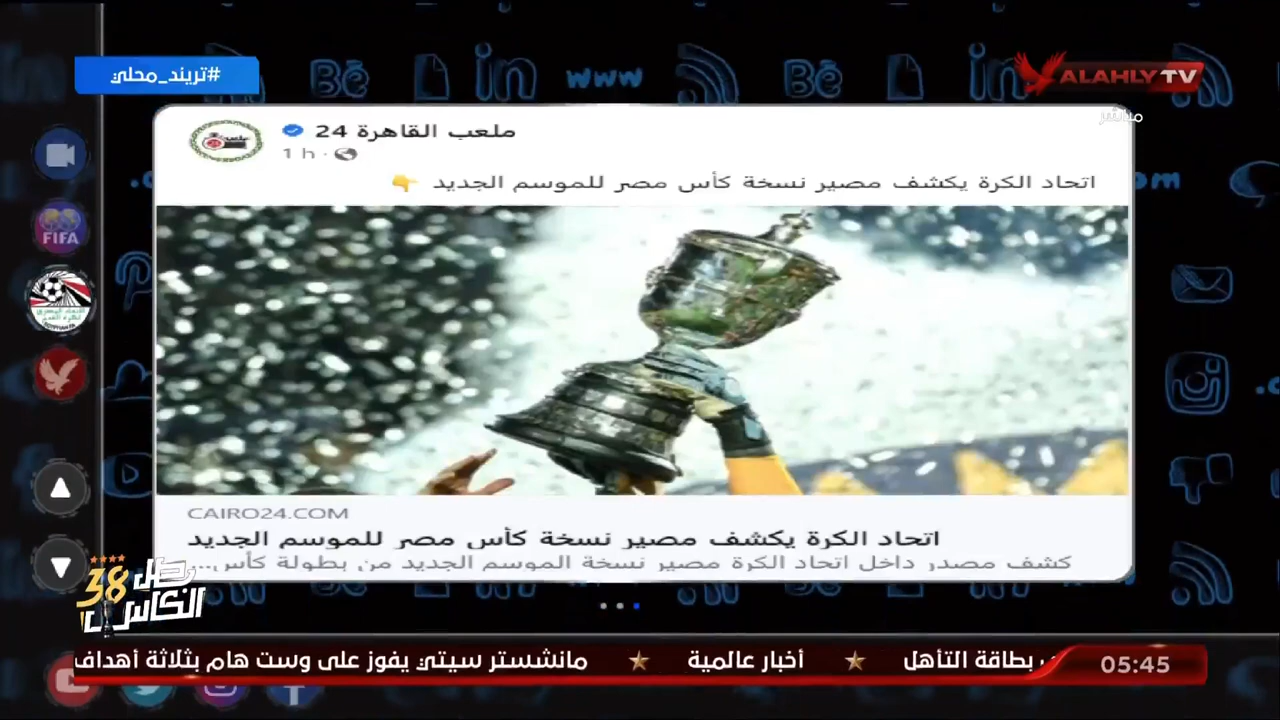 #تريند_محلي
ALAHLY TV
مباشر
ملعب القاهرة 24
1 h
اتحاد الكرة يكشف مصير نسخة كأس مصر للموسم الجديد 👇
FIFA
CAIRO24.COM
اتحاد الكرة يكشف مصير نسخة كأس مصر للموسم الجديد
كشف مصدر داخل اتحاد الكرة مصير نسخة الموسم الجديد من بطولة كأس...
38
الكاس
بطاقة التأهل ★ أخبار عالمية ★ مانشستر سيتي يفوز على وست هام بثلاثة أهداف
05:45